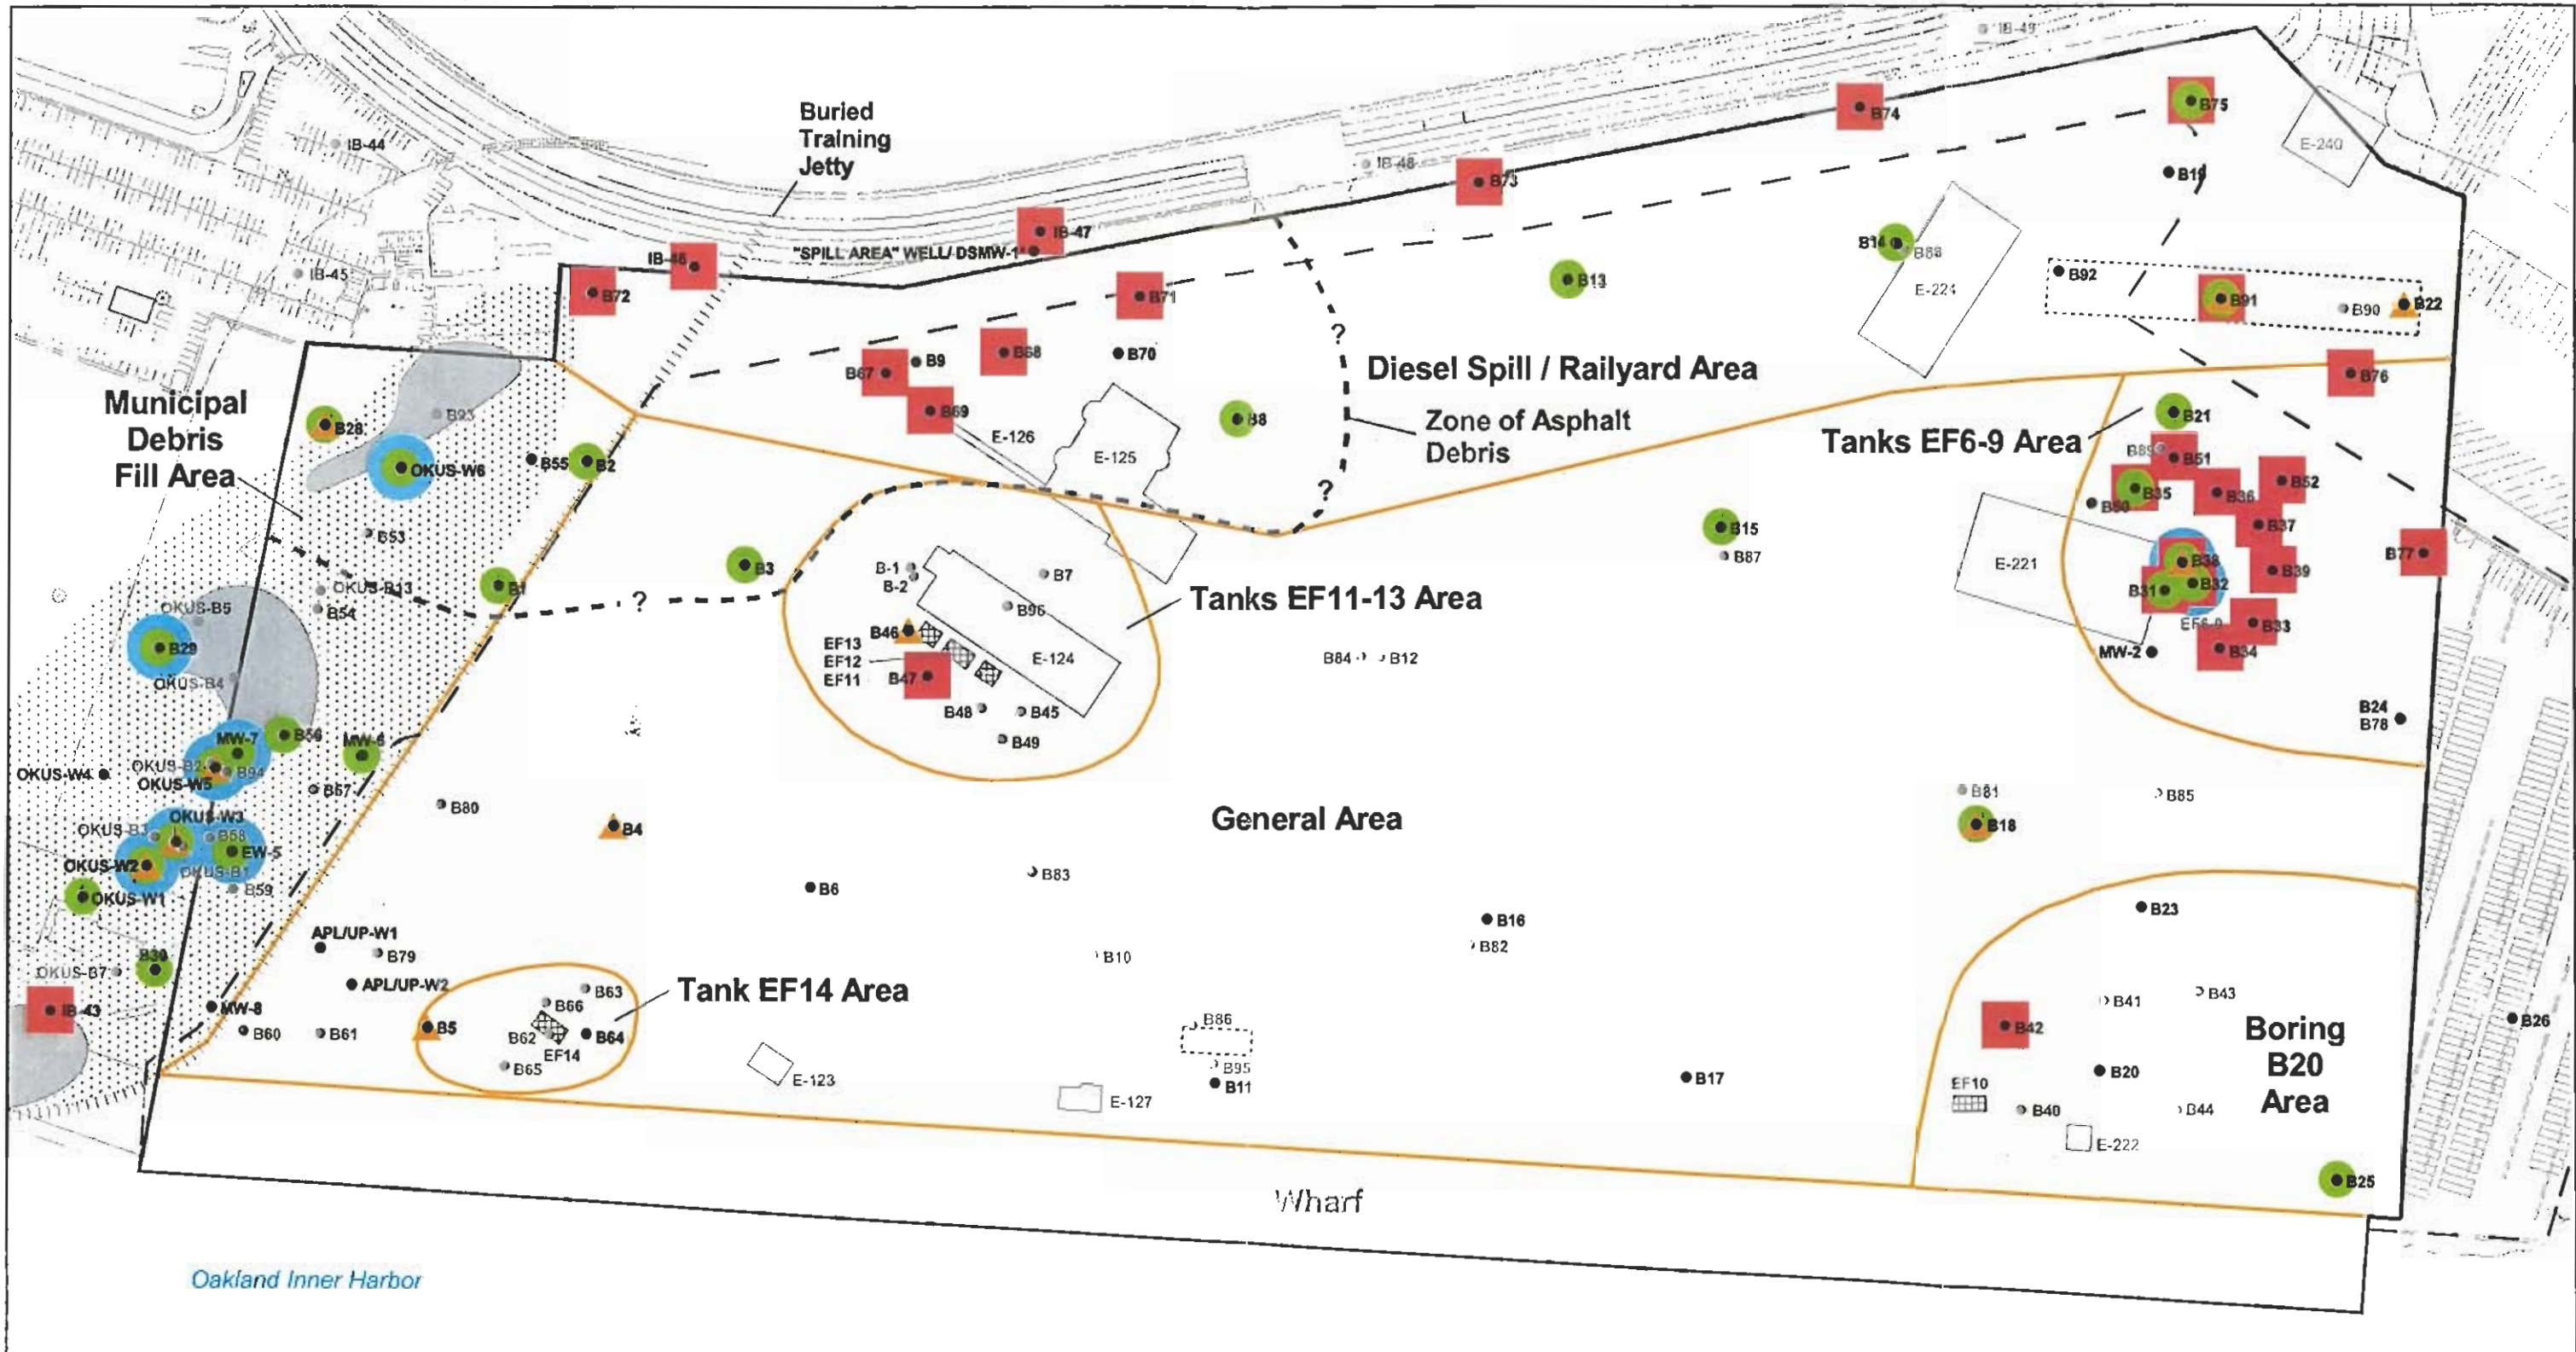 IB-49
Buried
Training
Jetty
B75
B74
IB-44
E-240
IB-48
B73
B19
IB-47
"SPILL AREA" WELL/ DSMW-1
B14
B88
IB-46
IB-45
B13
B92
E-224
B72
B71
B91
B90
B22
?
B9
B68
B70
B67
Diesel Spill / Railyard Area
B76
Municipal
Debris
Fill Area
B93
B69
B8
Zone of Asphalt
Debris
B21
B28
E-126
Tanks EF6-9 Area
E-125
B89
B51
OKUS-W6
B55
B2
?
B35
B36
B52
B50
B53
B15
B37
B87
B77
B3
B-1
B-2
B7
E-221
B38
B39
OKUS-B13
B1
B31
B32
?
Tanks EF11-13 Area
OKUS-B5
B54
B96
EF6-9
B33
B46
EF13
EF12
EF11
B29
E-124
B84
B12
MW-2
B34
OKUS-B4
B47
B48
B45
B24
B78
B56
MW-7
MW-6
B49
OKUS-B2
B94
OKUS-W4
OKUS-W5
B57
B81
B85
B80
OKUS-W3
General Area
B4
B18
OKUS-B3
B58
EW-5
OKUS-W2
OKUS-B1
B83
B59
B6
OKUS-W1
B23
B16
APL/UP-W1
B82
B30
B79
B10
OKUS-B7
APL/UP-W2
Tank EF14 Area
B63
B43
B41
B66
IB-43
MW-8
B86
B5
B42
Boring
B20
Area
B26
B60
B61
B62
B64
EF14
B65
B95
B20
E-123
B11
B17
EF10
E-127
B40
B44
E-222
B25
Wharf
Oakland Inner Harbor